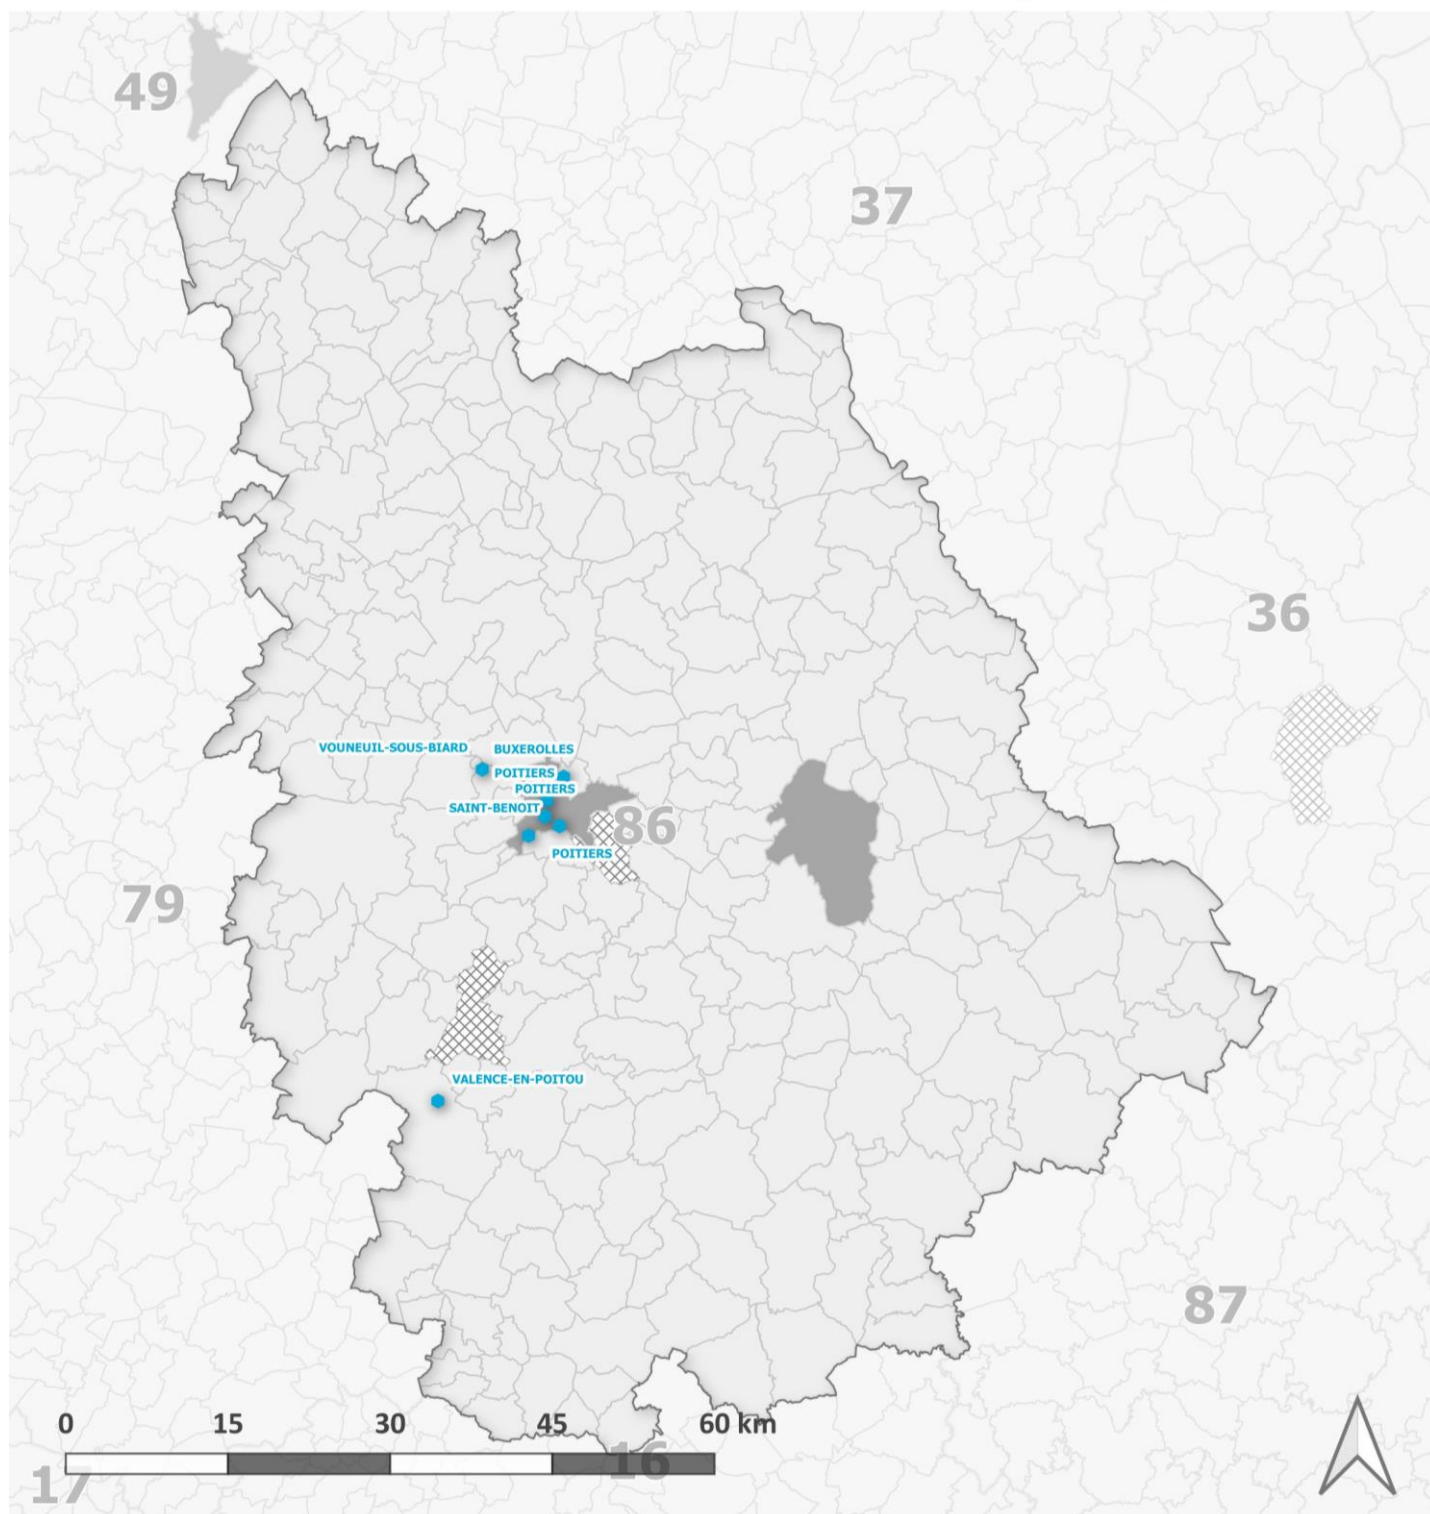 49
37
36
VOUNEUIL-SOUS-BIARD
BUXEROLLES
POITIERS
POITIERS
SAINT-BENOIT
86
POITIERS
79
VALENCE-EN-POITOU
87
0 15 30 45 60 km
16
17